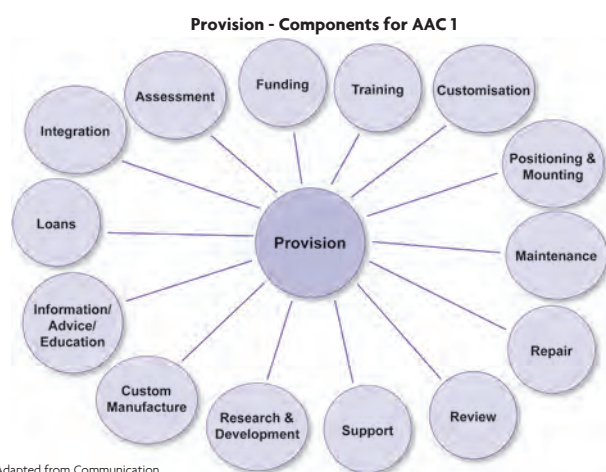 Provision - Components for AAC 1
Funding
Training
Customisation
Positioning &
Mounting
Maintenance
Repair
Review
Support
Research &
Development
Custom
Manufacture
Information/
Advice/
Education
Loans
Integration
Assessment
Provision
Adapted from Communication